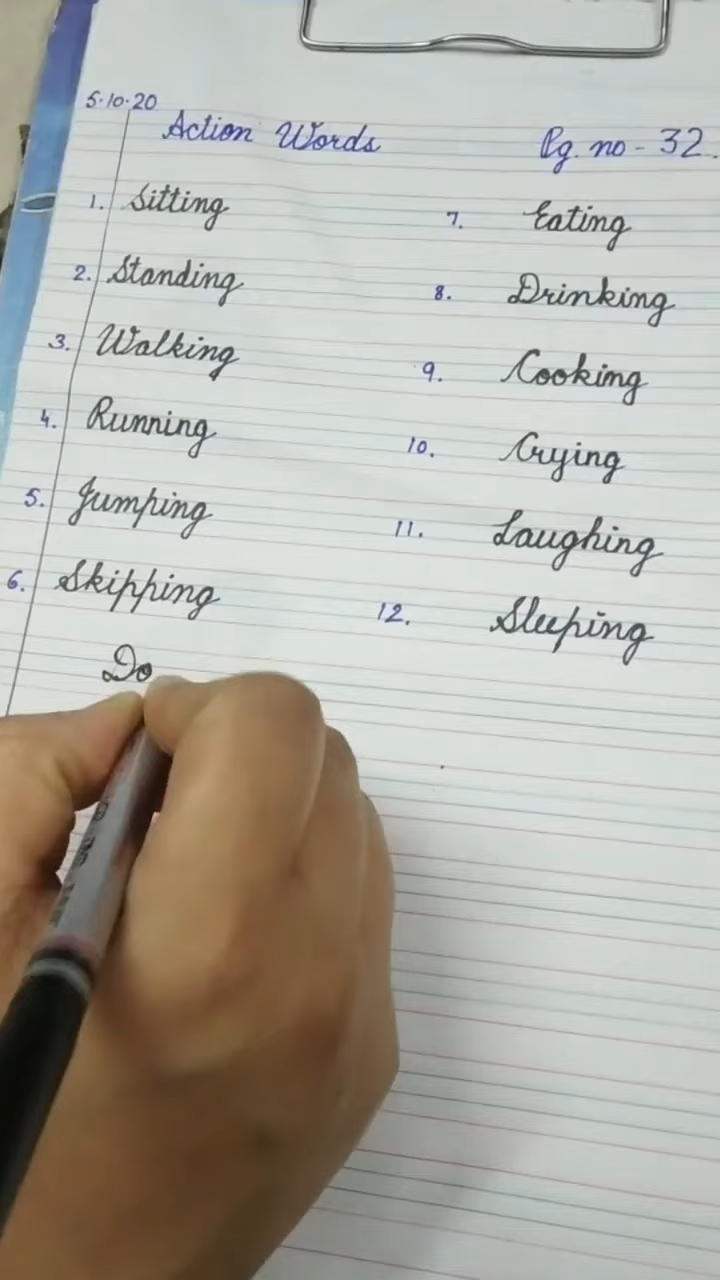 5.10.20
Action Words Pg. no - 32.
1. Sitting
2. Standing
3. Walking
4. Running
5. Jumping
6. Skipping
7. Eating
8. Drinking
9. Cooking
10. Crying
11. Laughing
12. Sleeping
Do